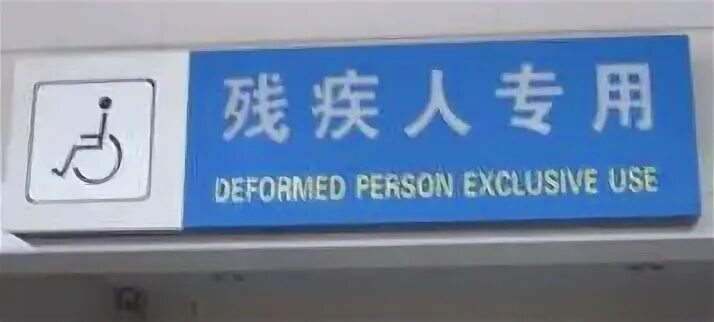 残疾人专用
DEFORMED PERSON EXCLUSIVE USE